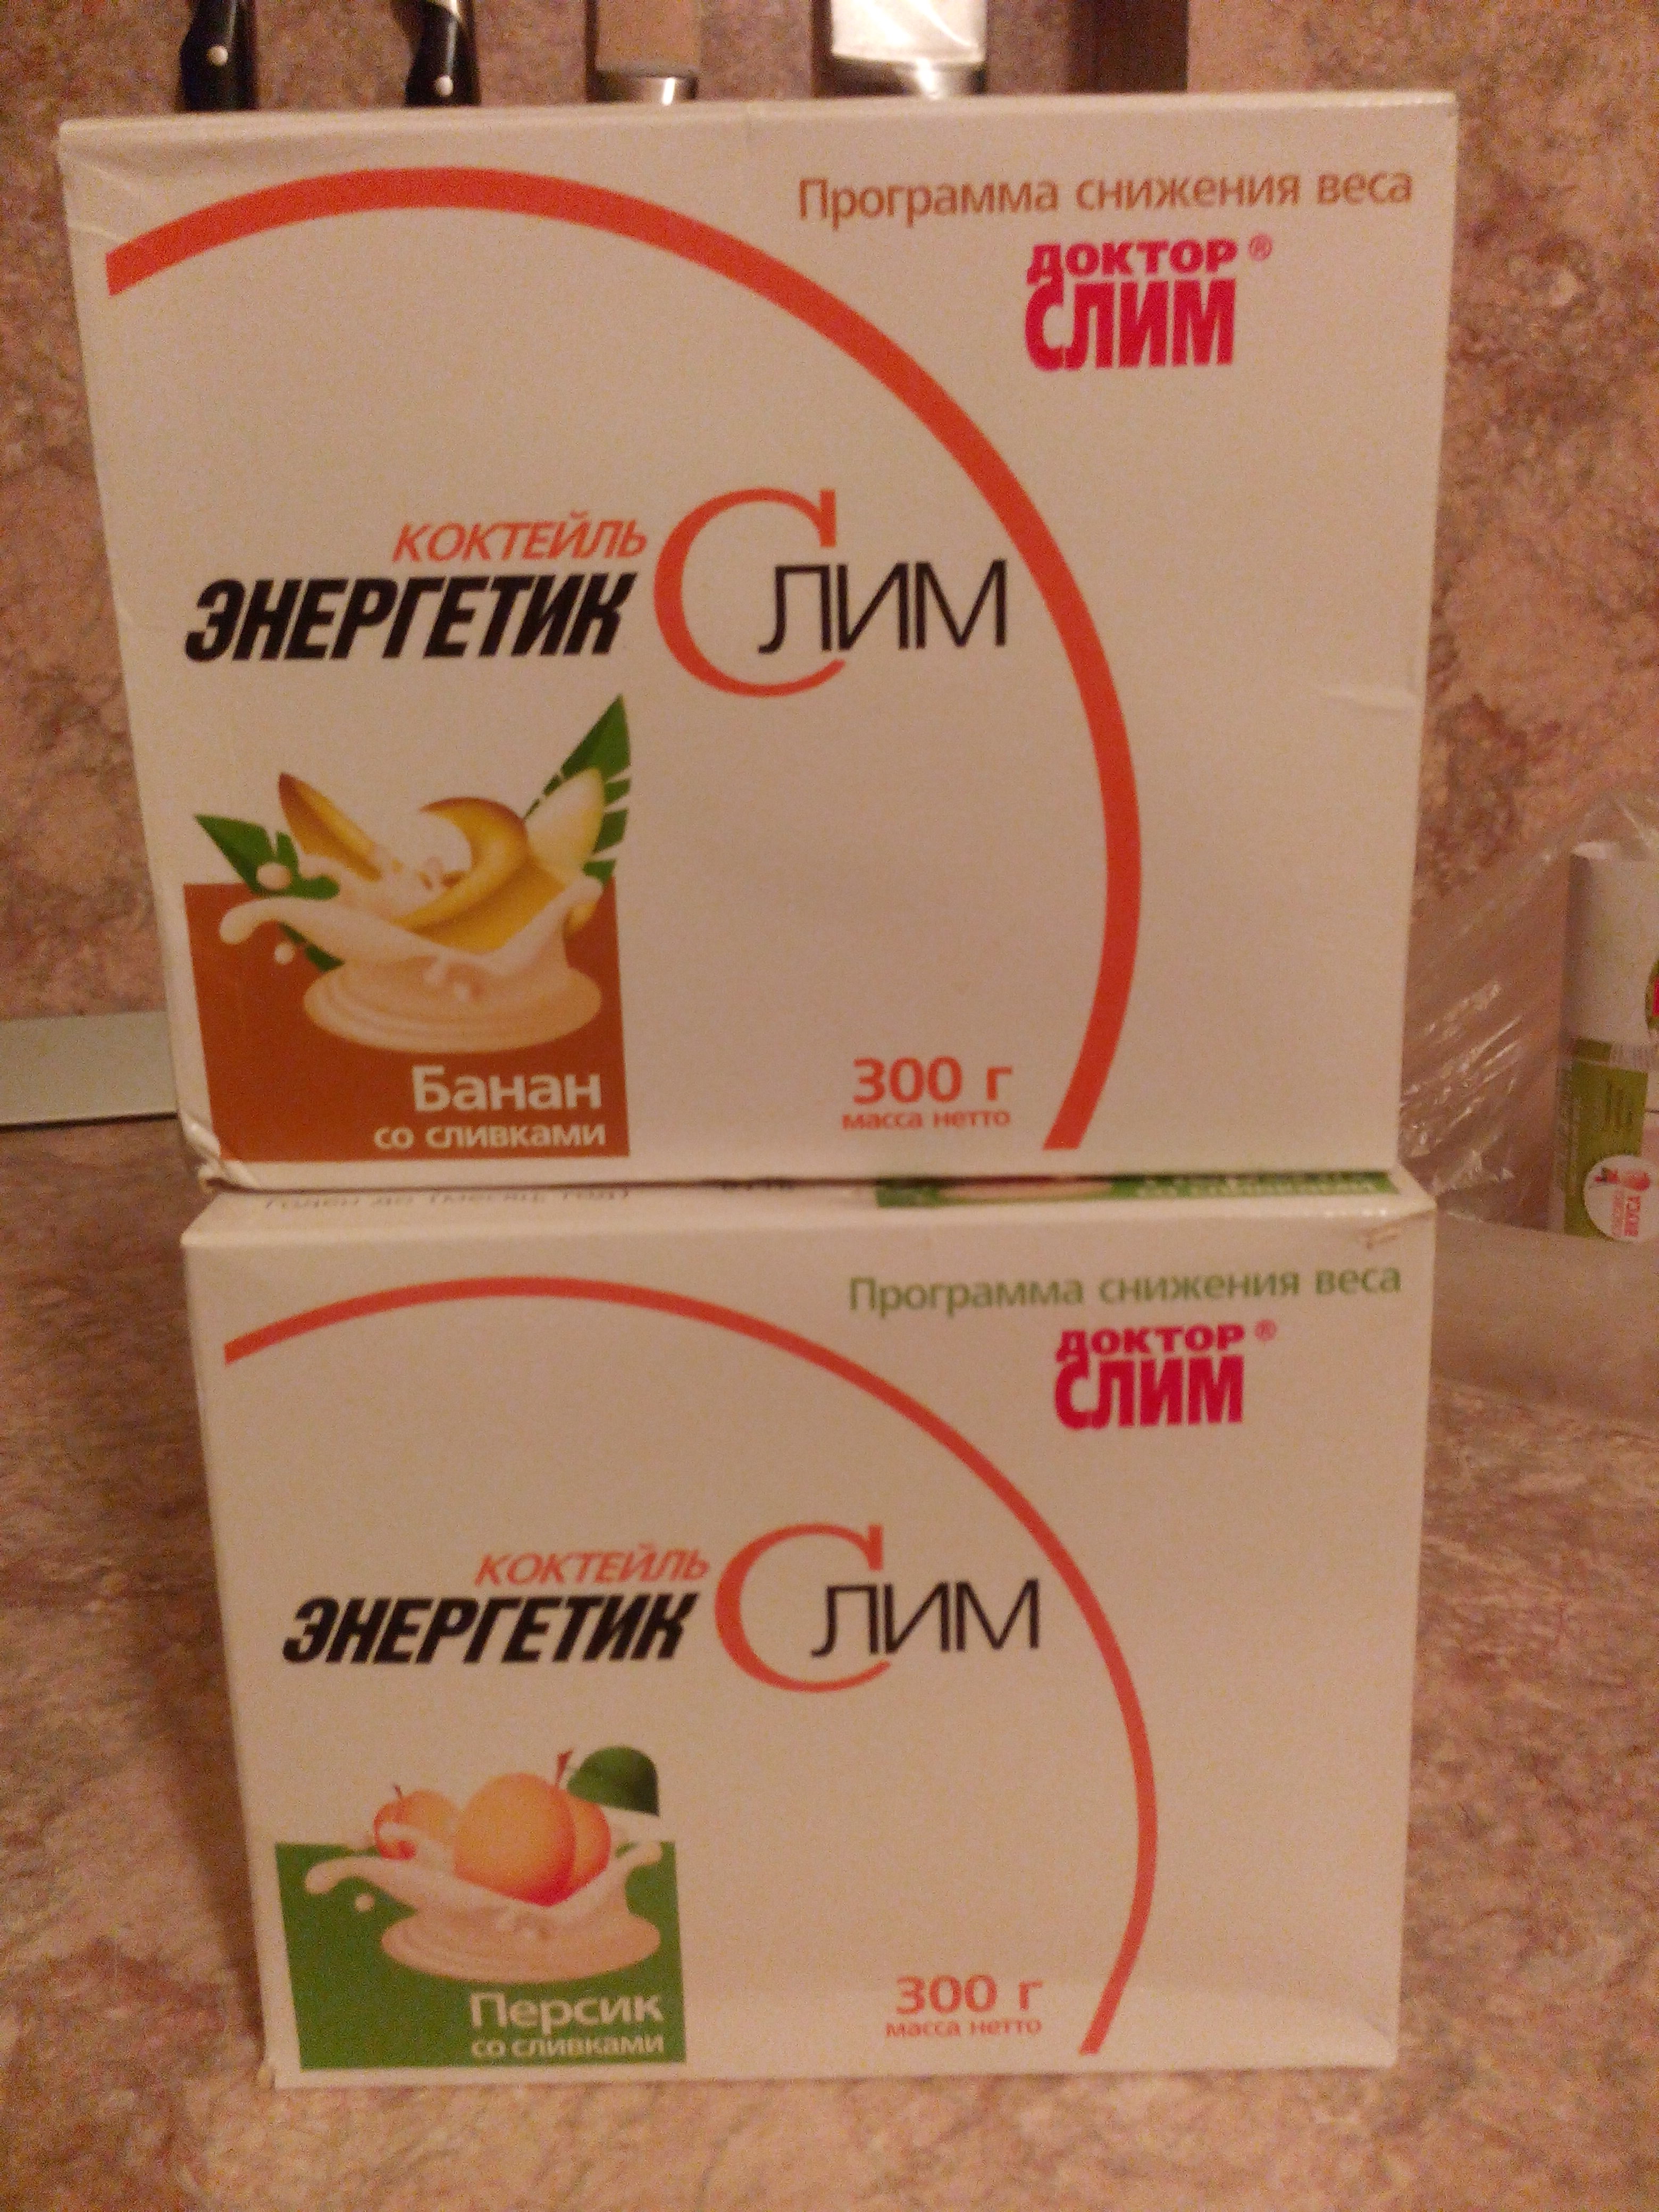 Программа снижения веса
ДОКТОР®
СЛИМ
КОКТЕЙЛЬ
ЭНЕРГЕТИК СЛИМ
Банан
со сливками
300 г
масса нетто
Программа снижения веса
ДОКТОР®
СЛИМ
КОКТЕЙЛЬ
ЭНЕРГЕТИК СЛИМ
Персик
со сливками
300 г
масса нетто